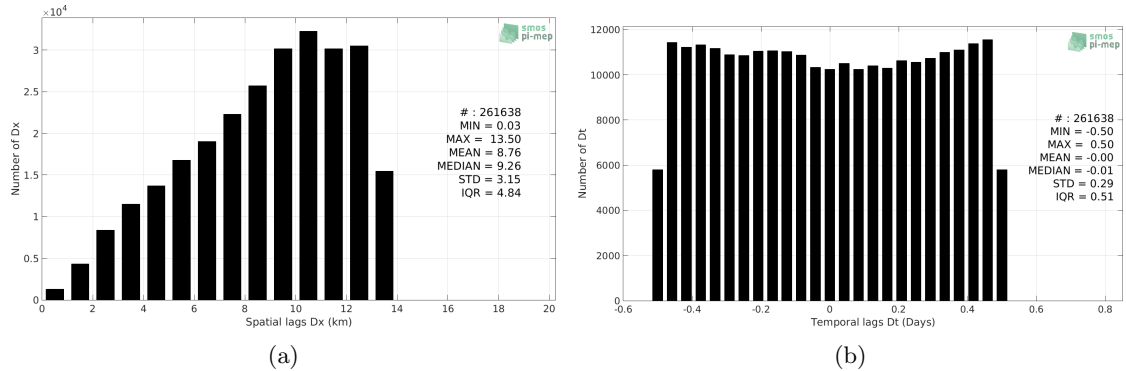 ×10⁴
3
2.5
2
1.5
1
0.5
0
0 2 4 6 8 10 12 14 16 18 20
Spatial lags Dx (km)
Number of Dx
smos
pi-mep
# : 261638
MIN = 0.03
MAX = 13.50
MEAN = 8.76
MEDIAN = 9.26
STD = 3.15
IQR = 4.84
(a)
12000
10000
8000
6000
4000
2000
0
-0.6 -0.4 -0.2 0 0.2 0.4 0.6 0.8
Temporal lags Dt (Days)
Number of Dt
smos
pi-mep
# : 261638
MIN = -0.50
MAX = 0.50
MEAN = -0.00
MEDIAN = -0.01
STD = 0.29
IQR = 0.51
(b)